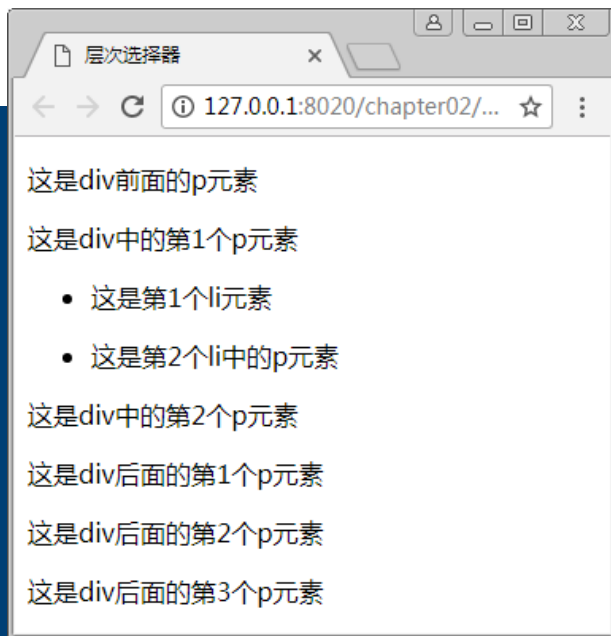 层次选择器
127.0.0.1:8020/chapter02/...
这是div前面的p元素
这是div中的第1个p元素
这是第1个li元素
这是第2个li中的p元素
这是div中的第2个p元素
这是div后面的第1个p元素
这是div后面的第2个p元素
这是div后面的第3个p元素